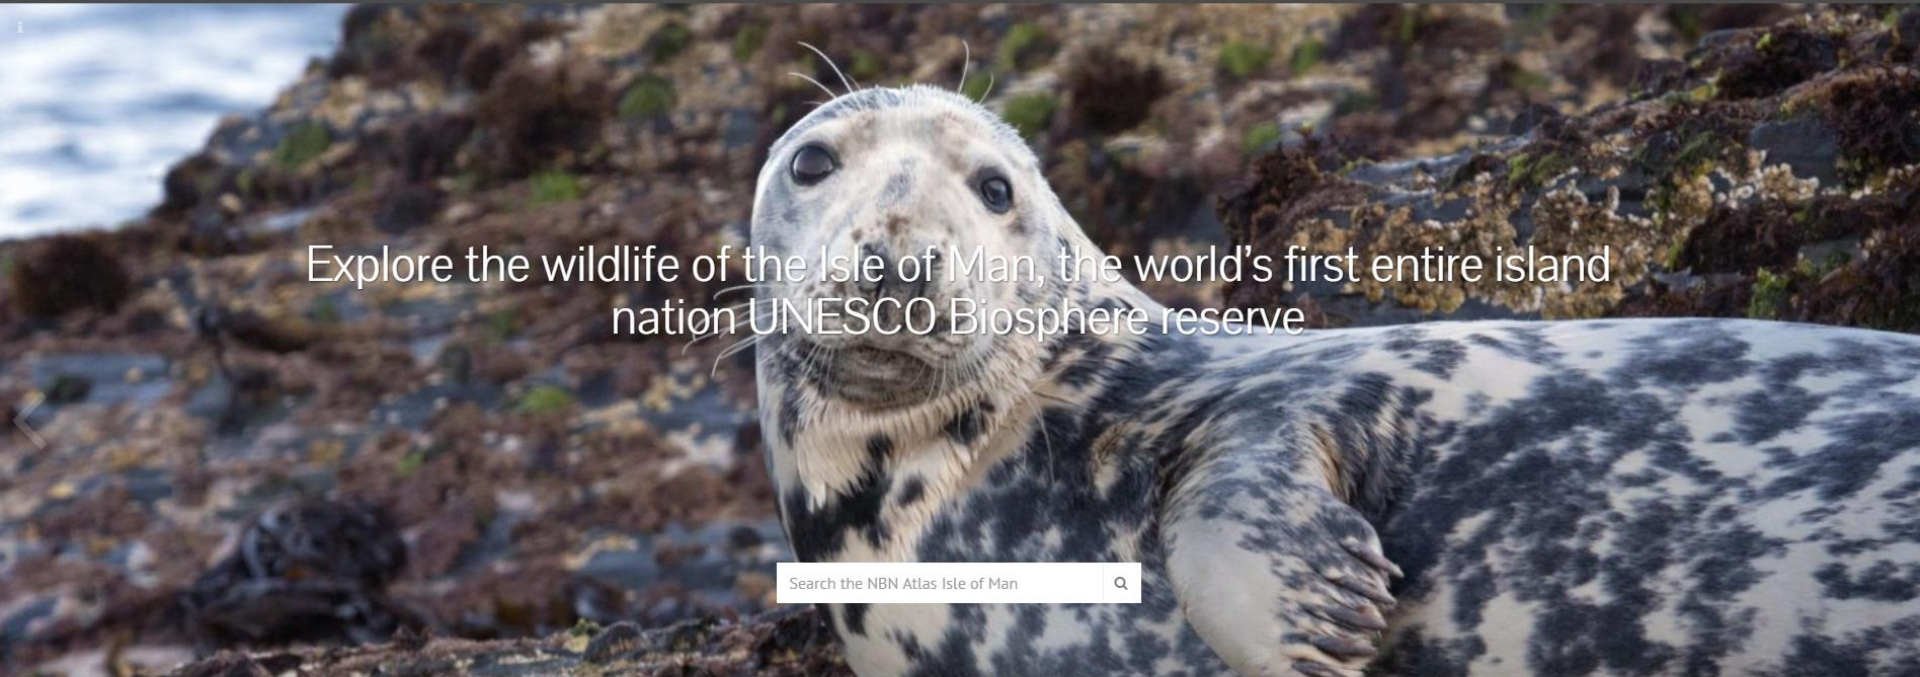 Explore the wildlife of the Isle of Man, the world’s first entire island
nation UNESCO Biosphere reserve
Search the NBN Atlas Isle of Man